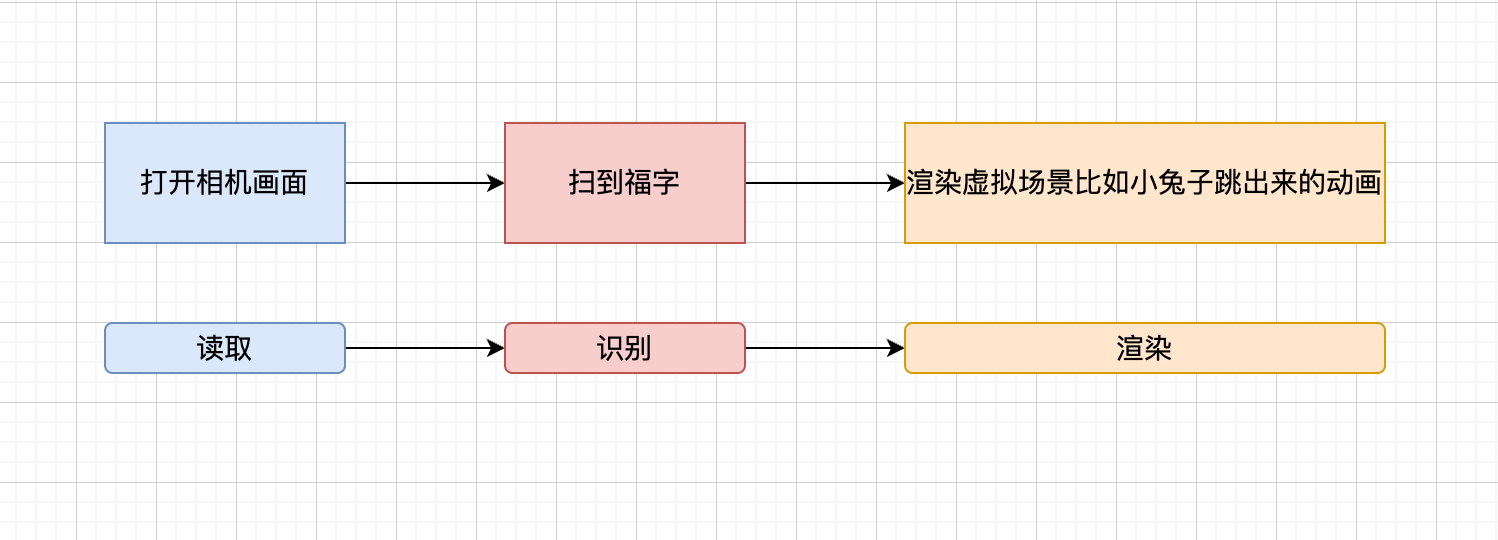 打开相机画面
扫到福字
渲染虚拟场景比如小兔子跳出来的动画
读取
识别
渲染